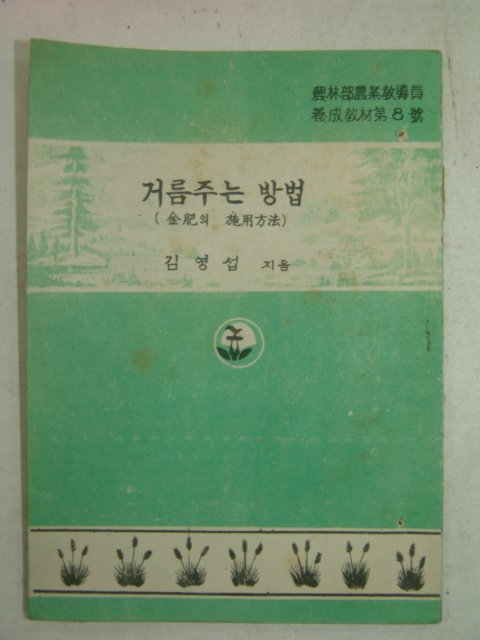 農林部農業敎導員
養成敎材第8號
거름주는 방법
( 金肥의 施用方法)
김영섭 지음